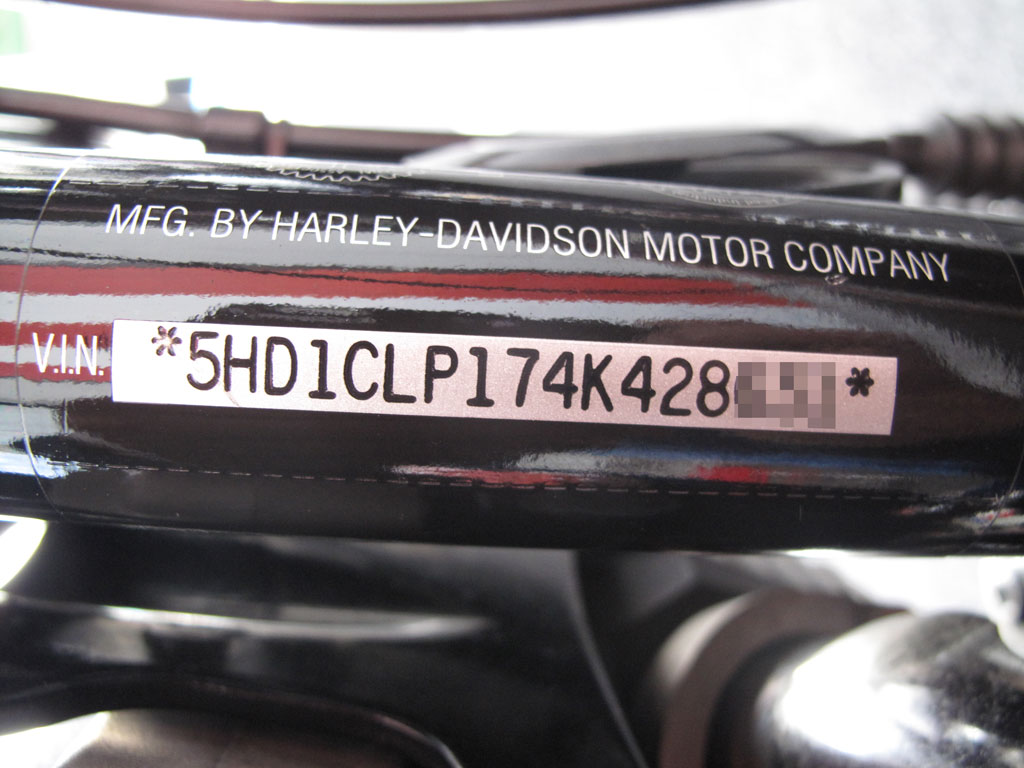 MFG. BY HARLEY-DAVIDSON MOTOR COMPANY
V.I.N. *5HD1CLP174K428 *